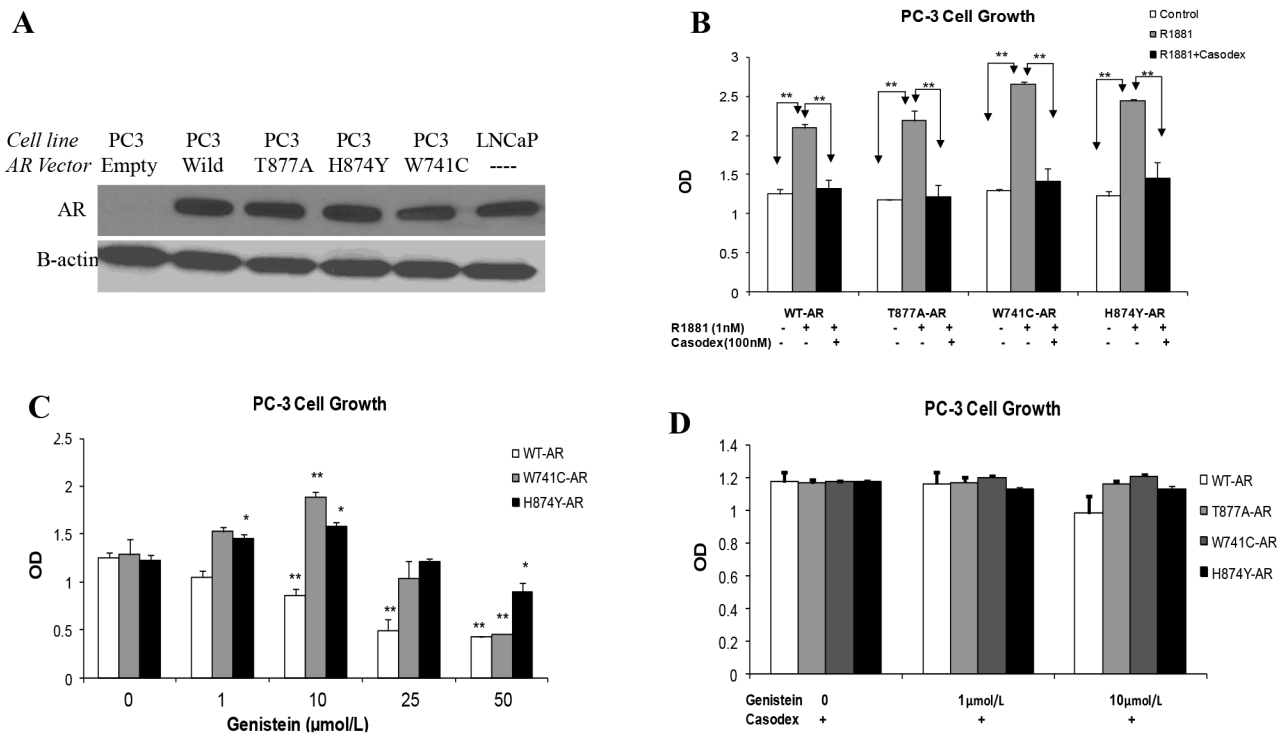 A
Cell line PC3 PC3 PC3 PC3 PC3 LNCaP
AR Vector Empty Wild T877A H874Y W741C ----
AR
B-actin
B
PC-3 Cell Growth
Control
R1881
R1881+Casodex
OD
3
2.5
2
1.5
1
0.5
0
** ** ** ** ** ** ** **
WT-AR T877A-AR W741C-AR H874Y-AR
R1881 (1nM) - + + - + + - + + - + +
Casodex(100nM) - - + - - + - - + - - +
C
PC-3 Cell Growth
WT-AR
W741C-AR
H874Y-AR
OD
2.5
2
1.5
1
0.5
0
* ** ** * ** ** ** *
0 1 10 25 50
Genistein (µmol/L)
D
PC-3 Cell Growth
WT-AR
T877A-AR
W741C-AR
H874Y-AR
OD
1.4
1.2
1
0.8
0.6
0.4
0.2
0
Genistein 0 1µmol/L 10µmol/L
Casodex + + +